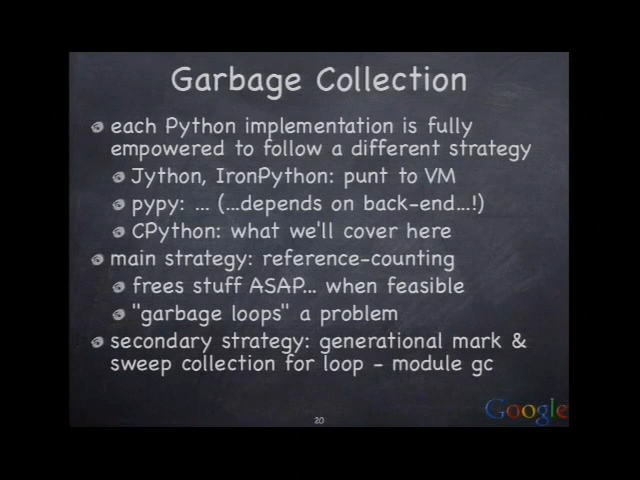 Garbage Collection
each Python implementation is fully
empowered to follow a different strategy
Jython, IronPython: punt to VM
pypy: ... (...depends on back-end...!)
CPython: what we'll cover here
main strategy: reference-counting
frees stuff ASAP... when feasible
"garbage loops" a problem
secondary strategy: generational mark &
sweep collection for loop - module gc
20
Google